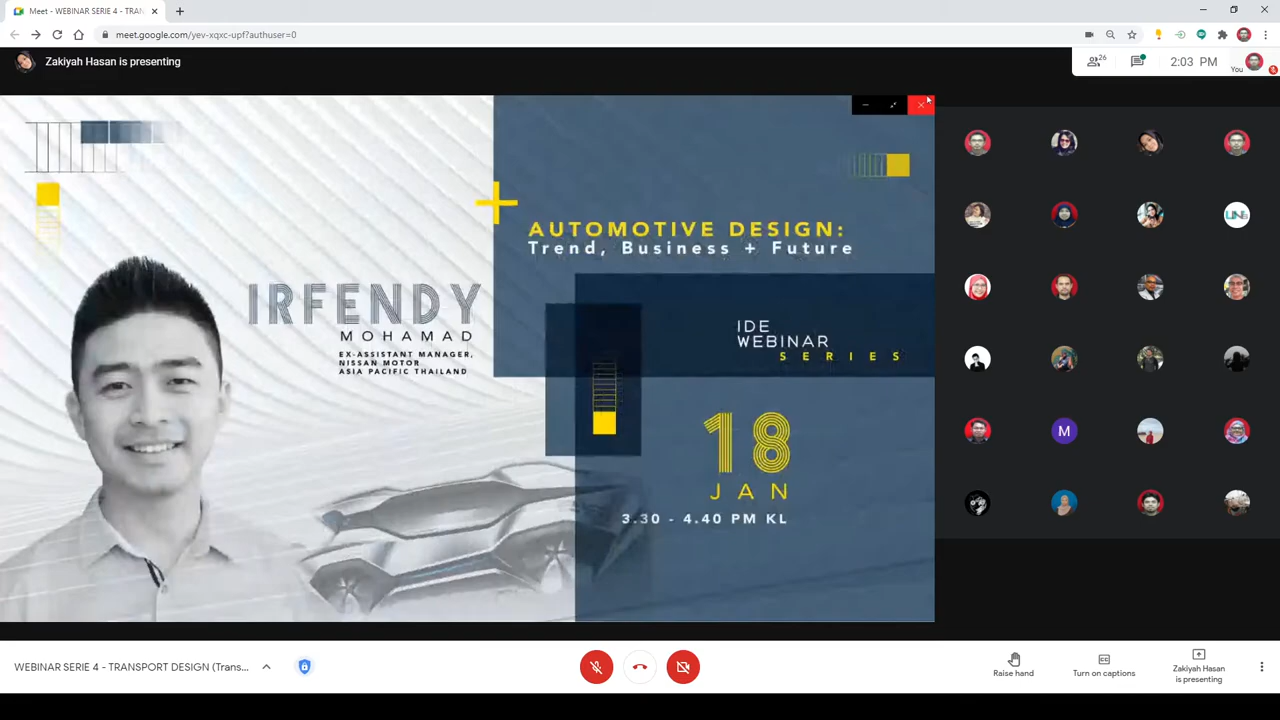 Meet - WEBINAR SERIE 4 - TRAN
meet.google.com/yev-xqxc-upf?authuser=0
Zakiyah Hasan is presenting
26
2:03 PM
You
AUTOMOTIVE DESIGN:
Trend, Business + Future
IRFENDY
MOHAMAD
EX-ASSISTANT MANAGER,
NISSAN MOTOR
ASIA PACIFIC THAILAND
IDE
WEBINAR
SERIES
18
JAN
3.30 - 4.40 PM KL
M
WEBINAR SERIE 4 - TRANSPORT DESIGN (Trans...
Raise hand
Turn on captions
Zakiyah Hasan
is presenting